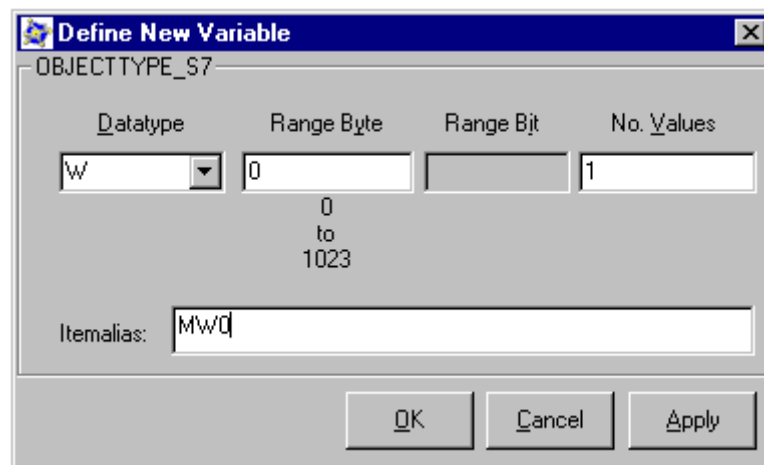 Define New Variable
OBJECTTYPE_S7
Datatype Range Byte Range Bit No. Values
W 0 1
0
to
1023
Itemalias: MW0
OK Cancel Apply